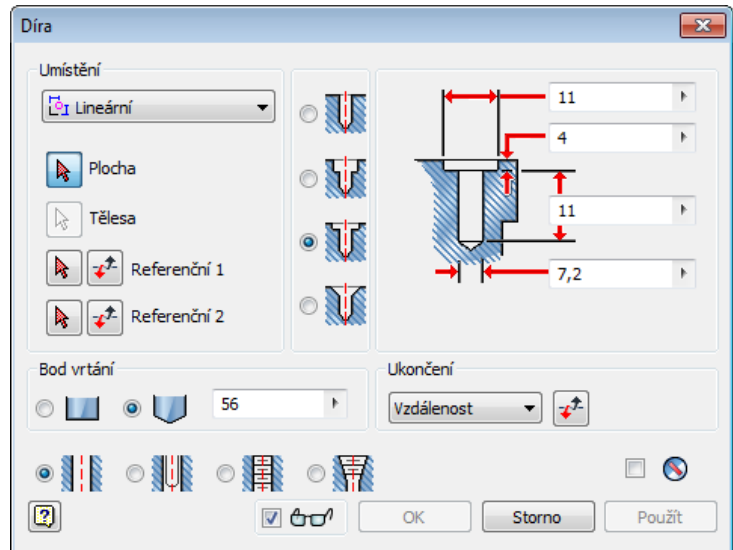 Díra
Umístění
Lineární
Plocha
Tělesa
Referenční 1
Referenční 2
11
4
11
7,2
Bod vrtání
56
Ukončení
Vzdálenost
OK
Storno
Použít